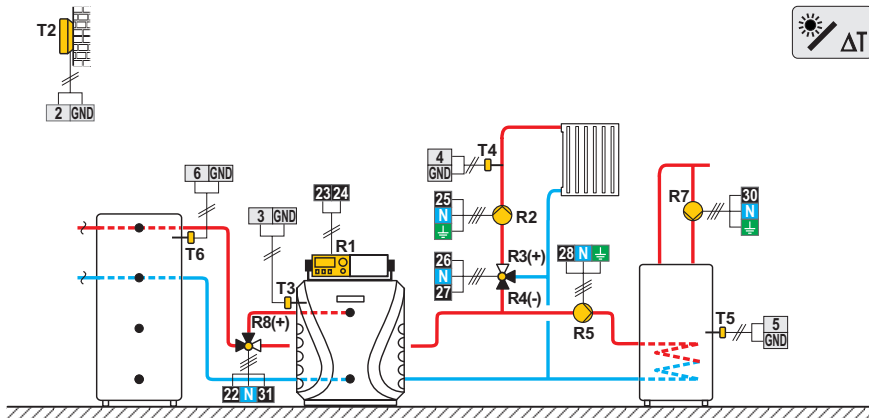 T2
ΔT
2 GND
6 GND
4
GND
T4
23 24
25
N
R2
R7
30
N
3 GND
R1
T6
26
N
27
R3(+)
R4(-)
28 N
T3
R8(+)
R5
T5
5
GND
22 N 31